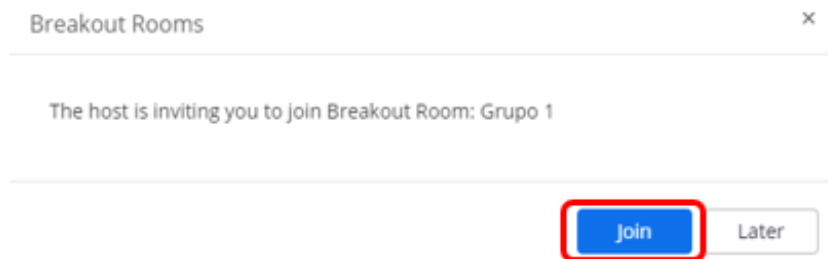 Breakout Rooms
×
The host is inviting you to join Breakout Room: Grupo 1
Join Later